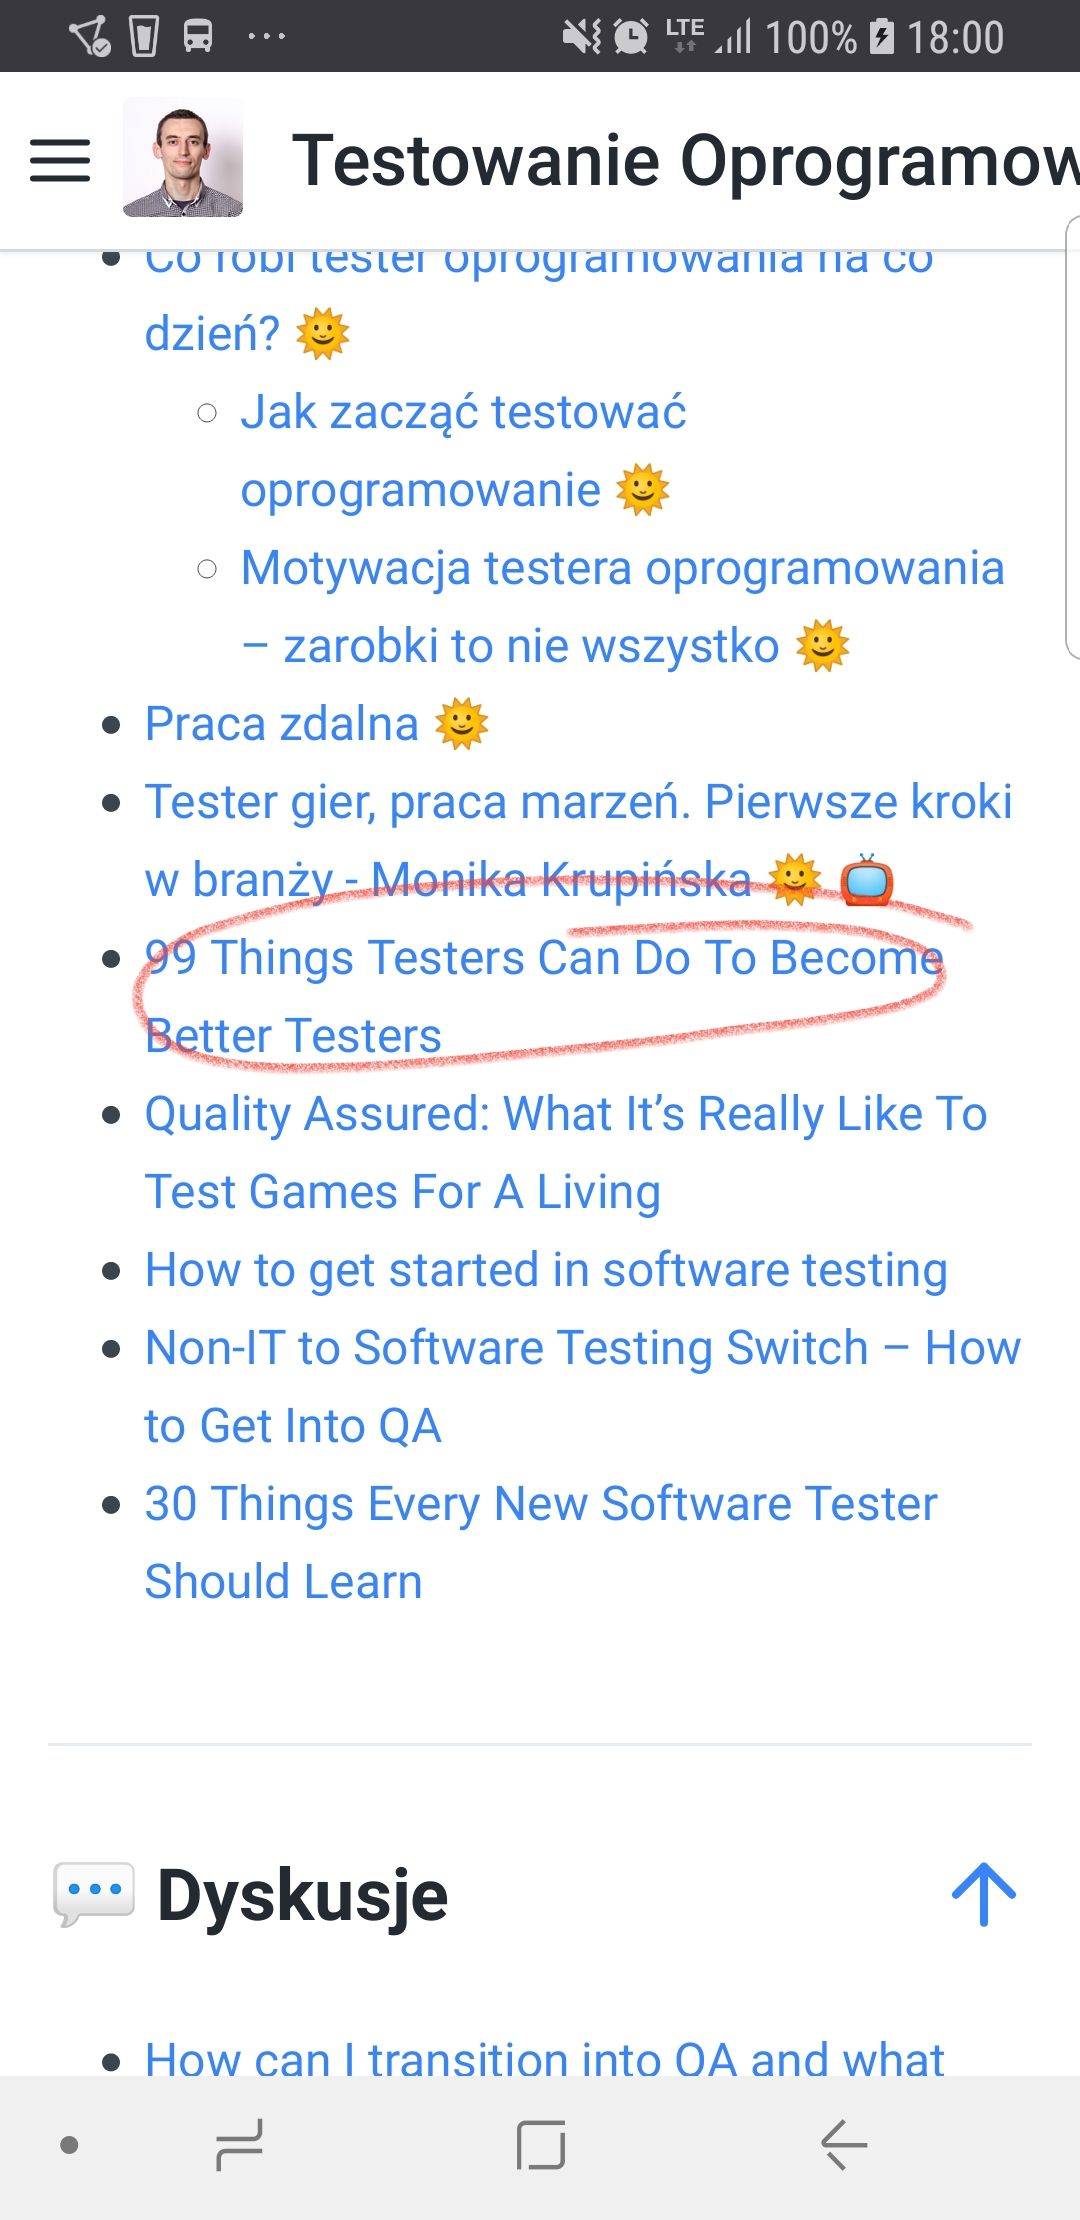 LTE 100% 18:00
Testowanie Oprogramow
Co robi tester oprogramowania na co
dzień? 🌞
Jak zacząć testować
oprogramowanie 🌞
Motywacja testera oprogramowania
– zarobki to nie wszystko 🌞
Praca zdalna 🌞
Tester gier, praca marzeń. Pierwsze kroki
w branży - Monika Krupińska 🌞 📺
99 Things Testers Can Do To Become
Better Testers
Quality Assured: What It’s Really Like To
Test Games For A Living
How to get started in software testing
Non-IT to Software Testing Switch – How
to Get Into QA
30 Things Every New Software Tester
Should Learn
💬 Dyskusje
How can I transition into QA and what